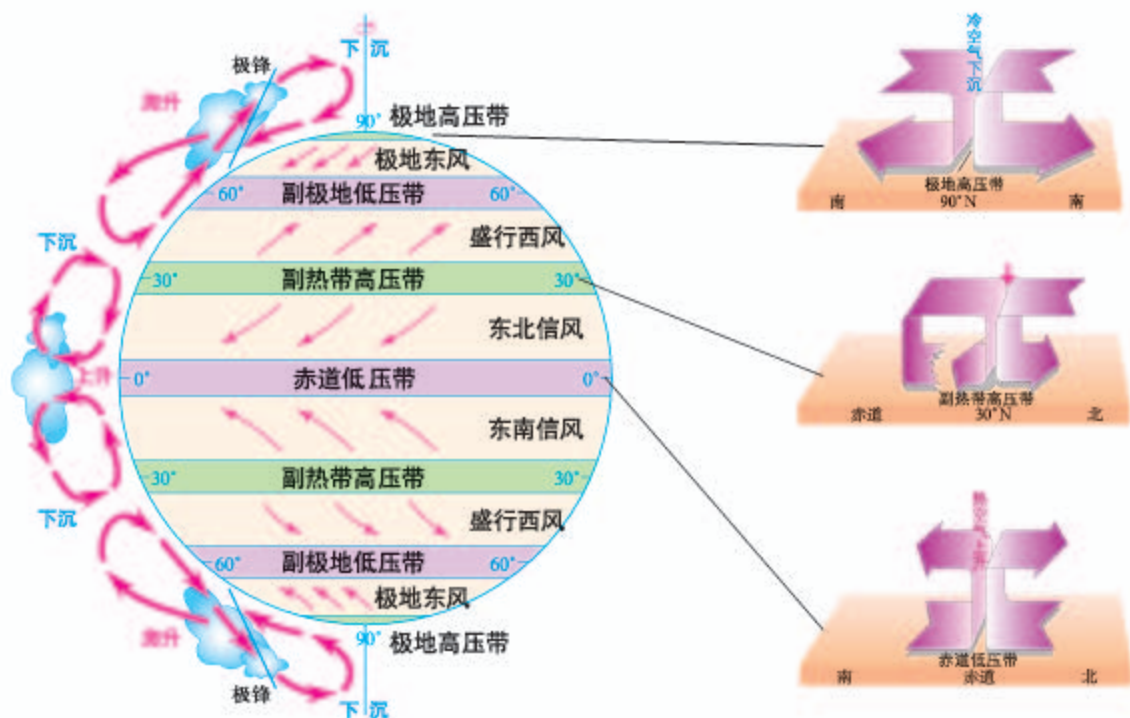 下沉
极锋
爬升
90°
极地高压带
极地东风
60° 副极地低压带 60°
盛行西风
下沉
30° 副热带高压带 30°
东北信风
上升
0° 赤道低压带 0°
东南信风
30° 副热带高压带 30°
下沉
盛行西风
60° 副极地低压带 60°
极地东风
爬升
90°
极地高压带
极锋
下沉
冷空气下沉
极地高压带
南 90°N 南
副热带高压带
赤道 30°N 北
热空气上升
赤道低压带
南 赤道 北